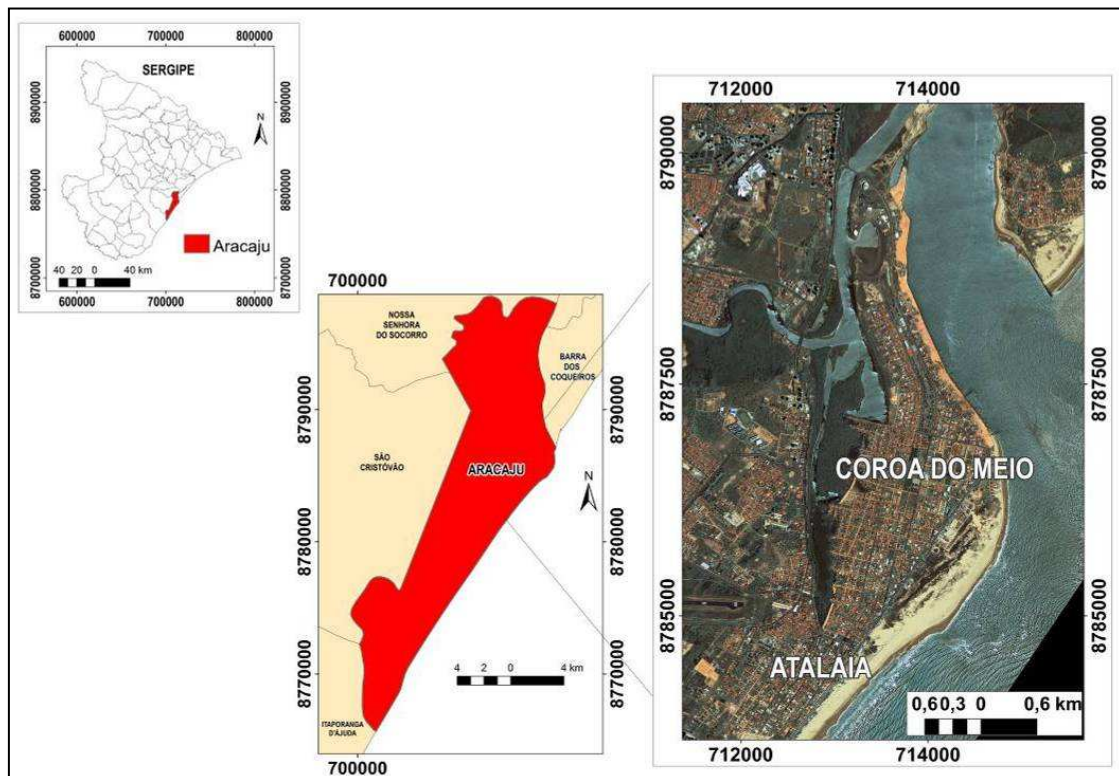 600000 700000 800000
SERGIPE
8900000
8900000
N
8800000
8800000
Aracaju
40 20 0 40 km
8700000
8700000
600000 700000 800000
700000
NOSSA
SENHORA
DO SOCORRO
BARRA
DOS
COQUEIROS
8790000
8790000
SÃO
CRISTÓVÃO
ARACAJU
N
8780000
8780000
4 2 0 4 km
8770000
8770000
ITAPORANGA
D'ÁJUDA
700000
712000 714000
8790000
8790000
8787500
8787500
COROA DO MEIO
8785000
8785000
ATALAIA
0,6 0,3 0 0,6 km
712000 714000